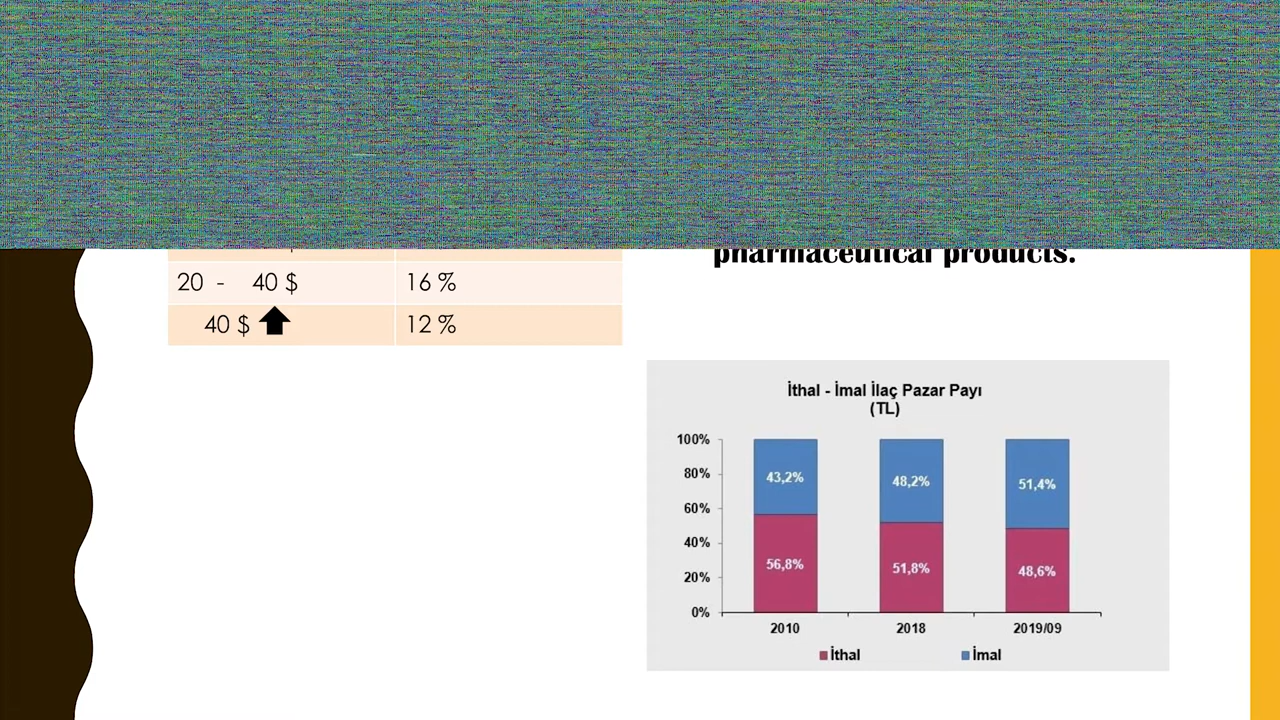 pharmaceutical products.
20 - 40 $ 16 %
40 $ 12 %
İthal - İmal İlaç Pazar Payı
(TL)
100%
80%
60%
40%
20%
0%
43,2% 48,2% 51,4%
56,8% 51,8% 48,6%
2010 2018 2019/09
İthal İmal